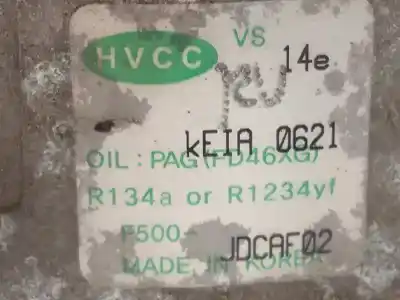 HVCC VS 14e
KEIA 0621
OIL : PAG (FD46XG)
R134a or R1234yf
F500- JDCAF02
MADE IN KOREA